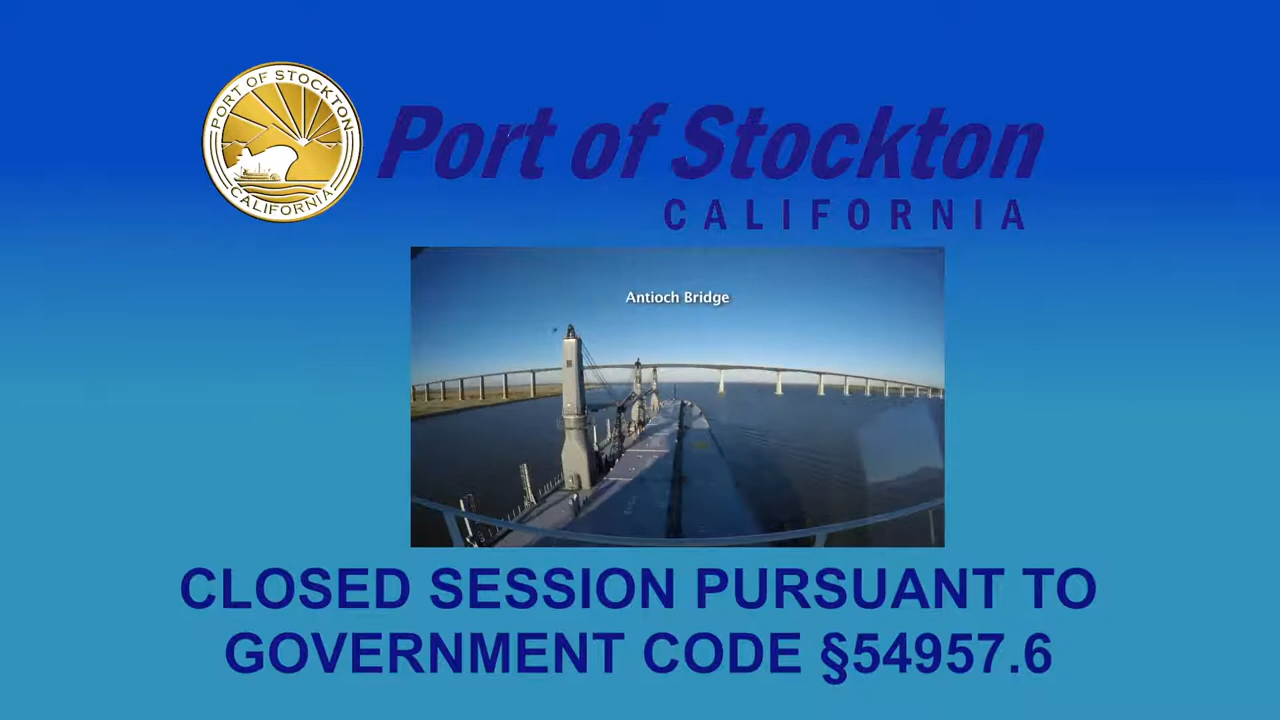 PORT OF STOCKTON
CALIFORNIA
Port of Stockton
CALIFORNIA
Antioch Bridge
CLOSED SESSION PURSUANT TO
GOVERNMENT CODE §54957.6